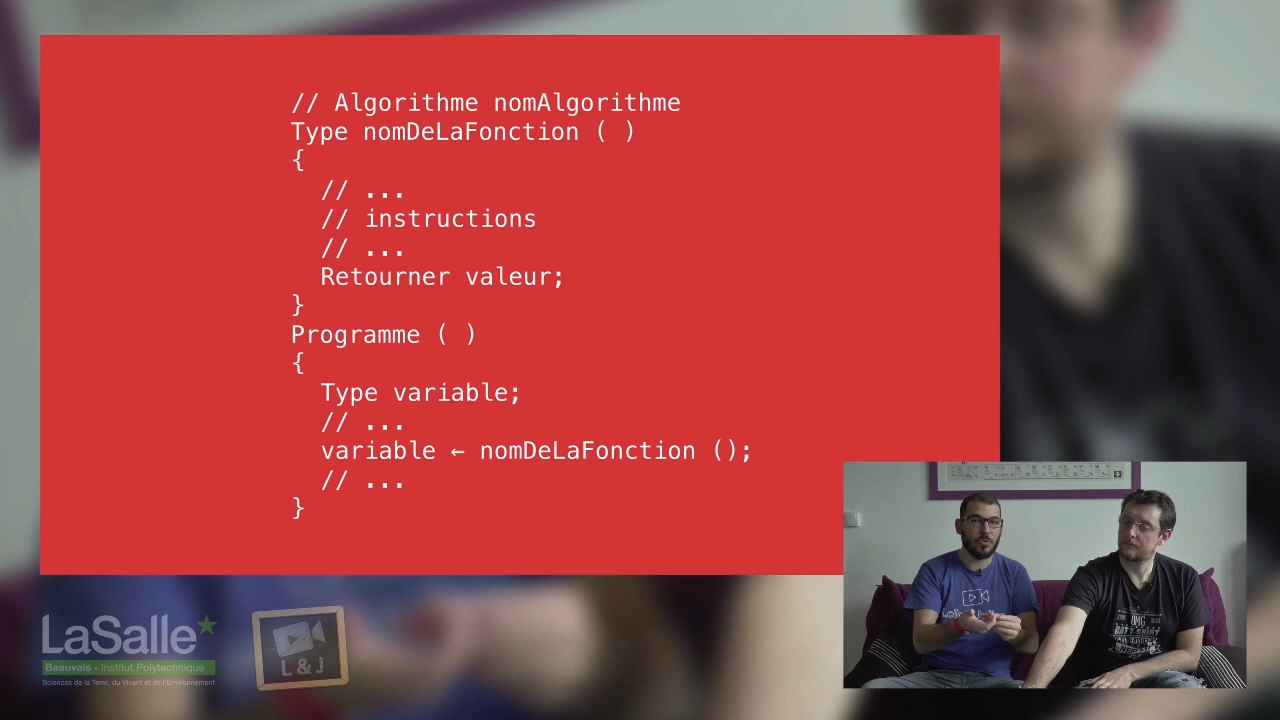 // Algorithme nomAlgorithme
Type nomDeLaFonction ( )
{
// ...
// instructions
// ...
Retourner valeur;
}
Programme ( )
{
Type variable;
// ...
variable ← nomDeLaFonction ();
// ...
}
LaSalle
Beauvais • Institut Polytechnique
Sciences de la Terre, du Vivant et de l'Environnement
L & J
OMG